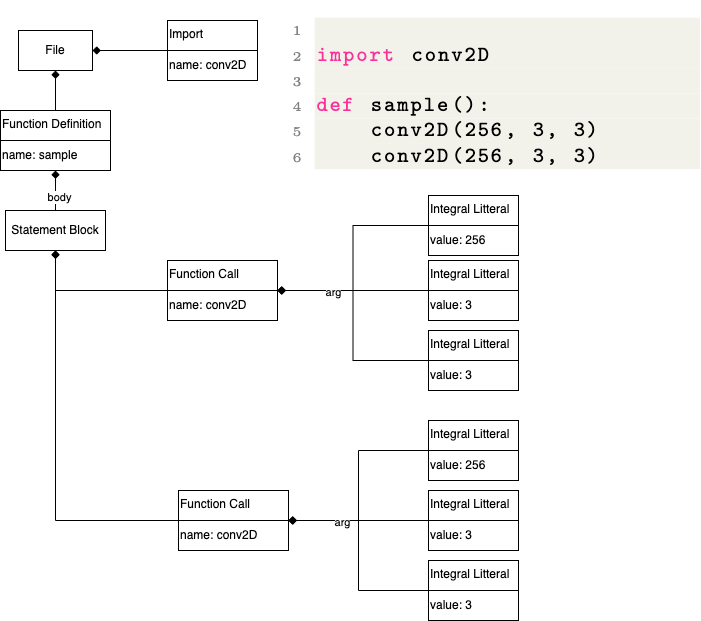 File
Import
name: conv2D
1
2 import conv2D
3
4 def sample():
5 conv2D(256, 3, 3)
6 conv2D(256, 3, 3)
Function Definition
name: sample
body
Statement Block
Function Call
name: conv2D
arg
Integral Litteral
value: 256
Integral Litteral
value: 3
Integral Litteral
value: 3
Function Call
name: conv2D
arg
Integral Litteral
value: 256
Integral Litteral
value: 3
Integral Litteral
value: 3